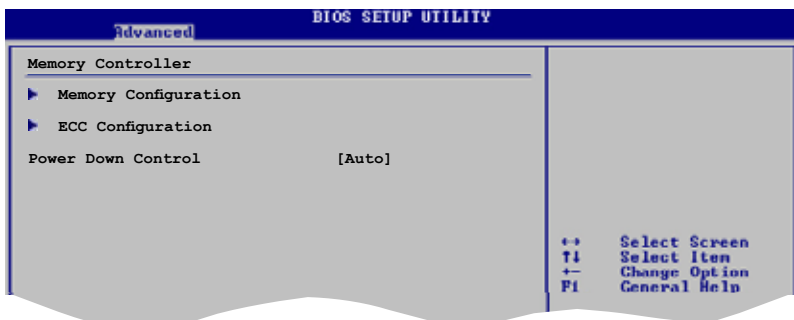 BIOS SETUP UTILITY
Advanced
Memory Controller
Memory Configuration
ECC Configuration
Power Down Control [Auto]
↔ Select Screen
↑↓ Select Item
+- Change Option
F1 General Help